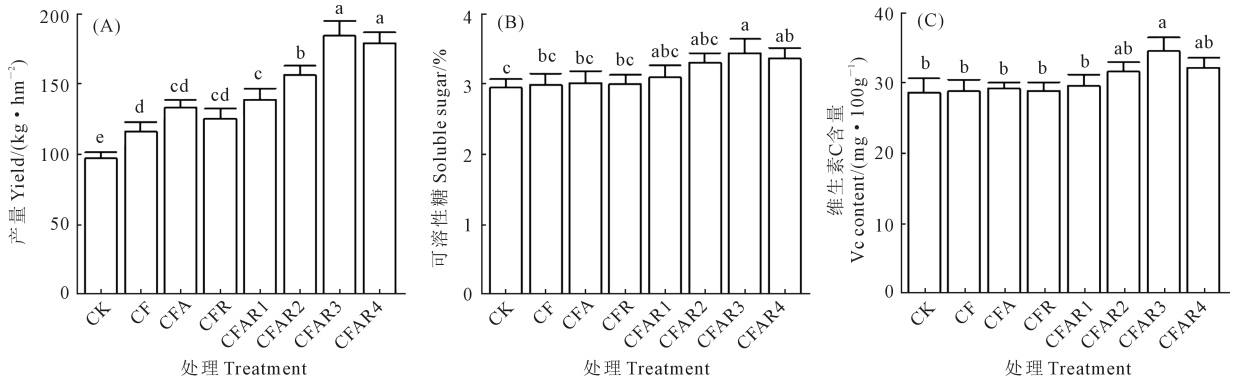 (A)
产量 Yield/(kg·hm⁻²)
200
150
100
50
0
e
d
cd
cd
c
b
a
a
CK
CF
CFA
CFR
CFAR1
CFAR2
CFAR3
CFAR4
处理 Treatment
(B)
可溶性糖 Soluble sugar/%
4
3
2
1
0
c
bc
bc
bc
abc
abc
a
ab
CK
CF
CFA
CFR
CFAR1
CFAR2
CFAR3
CFAR4
处理 Treatment
(C)
维生素C含量
Vc content/(mg·100g⁻¹)
40
30
20
10
0
b
b
b
b
b
ab
a
ab
CK
CF
CFA
CFR
CFAR1
CFAR2
CFAR3
CFAR4
处理 Treatment